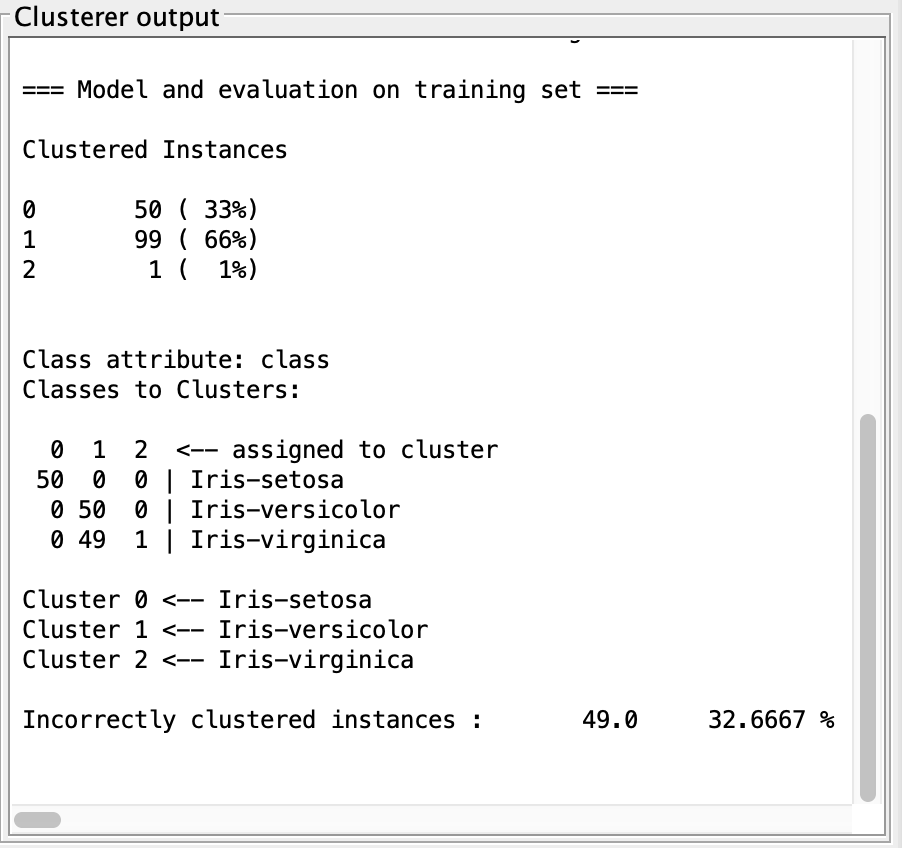 Clusterer output
=== Model and evaluation on training set ===
Clustered Instances
0       50 ( 33%)
1       99 ( 66%)
2        1 (  1%)
Class attribute: class
Classes to Clusters:
  0  1  2  <-- assigned to cluster
 50  0  0 | Iris-setosa
  0 50  0 | Iris-versicolor
  0 49  1 | Iris-virginica
Cluster 0 <-- Iris-setosa
Cluster 1 <-- Iris-versicolor
Cluster 2 <-- Iris-virginica
Incorrectly clustered instances :       49.0     32.6667 %